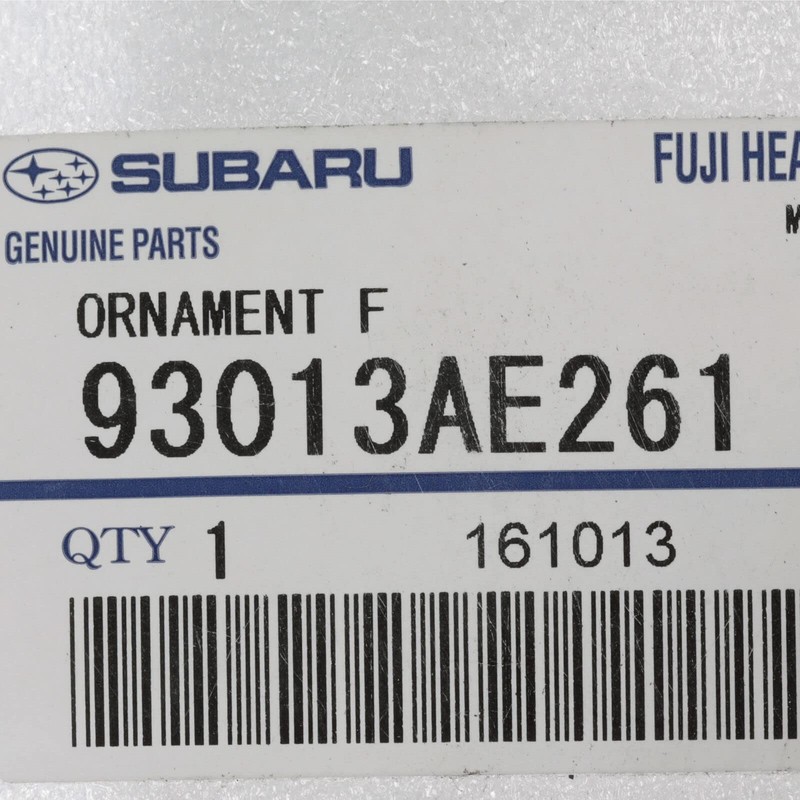 SUBARU FUJI HEA
M
GENUINE PARTS
ORNAMENT F
93013AE261
QTY 1 161013